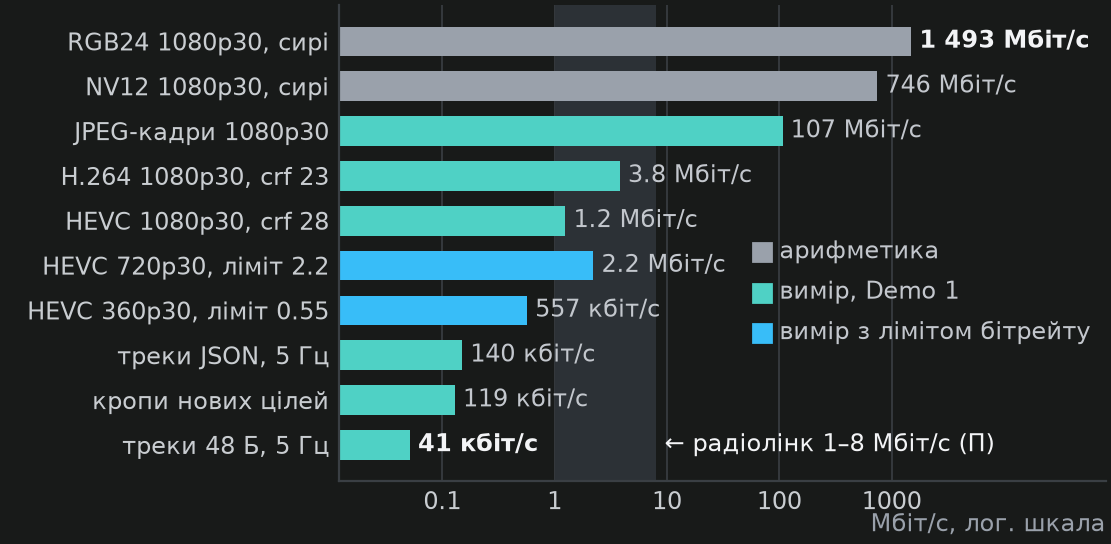 RGB24 1080p30, сирі 1 493 Мбіт/с
NV12 1080p30, сирі 746 Мбіт/с
JPEG-кадри 1080p30 107 Мбіт/с
H.264 1080p30, crf 23 3.8 Мбіт/с
HEVC 1080p30, crf 28 1.2 Мбіт/с
HEVC 720p30, ліміт 2.2 2.2 Мбіт/с
HEVC 360p30, ліміт 0.55 557 кбіт/с
треки JSON, 5 Гц 140 кбіт/с
кропи нових цілей 119 кбіт/с
треки 48 Б, 5 Гц 41 кбіт/с
арифметика
вимір, Demo 1
вимір з лімітом бітрейту
← радіолінк 1–8 Мбіт/с (П)
0.1 1 10 100 1000
Мбіт/с, лог. шкала